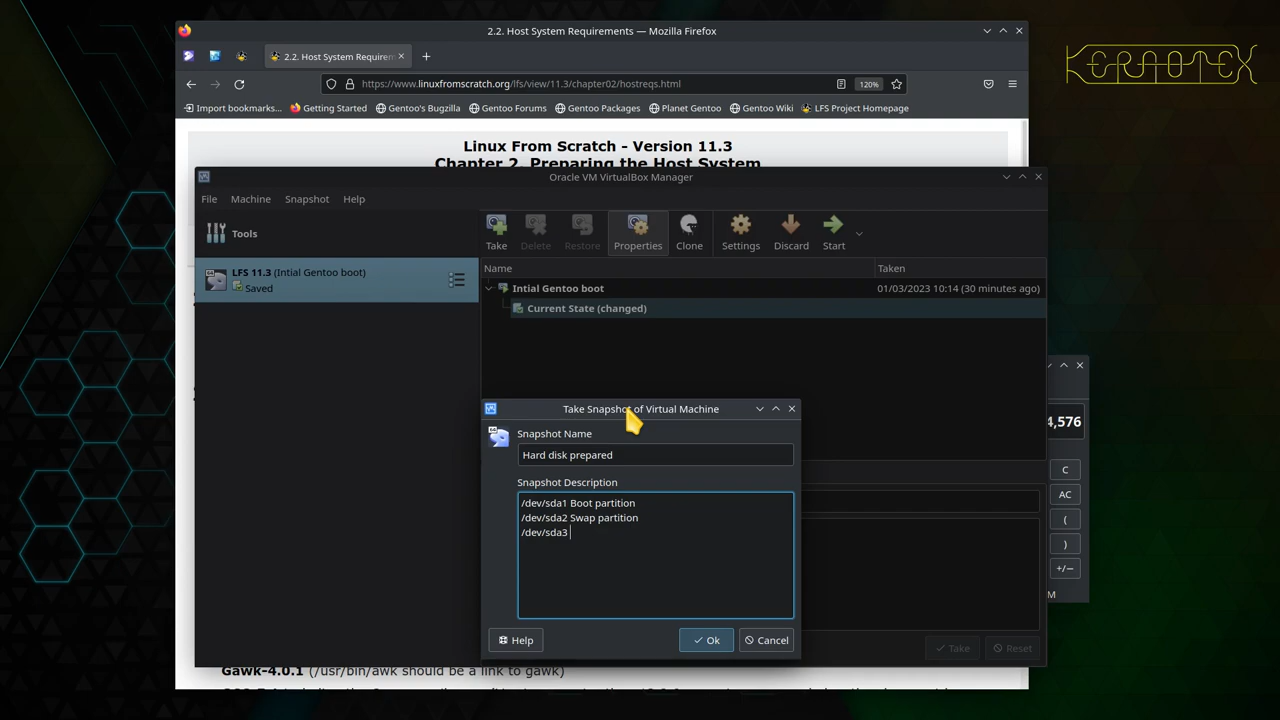 2.2. Host System Requirements — Mozilla Firefox
KERAOTEX
2.2. Host System Requiremen
https://www.linuxfromscratch.org/lfs/view/11.3/chapter02/hostreqs.html
120%
Import bookmarks...
Getting Started
Gentoo's Bugzilla
Gentoo Forums
Gentoo Packages
Planet Gentoo
Gentoo Wiki
LFS Project Homepage
Linux From Scratch - Version 11.3
Chapter 2. Preparing the Host System
Oracle VM VirtualBox Manager
File
Machine
Snapshot
Help
Tools
Take
Delete
Restore
Properties
Clone
Settings
Discard
Start
LFS 11.3 (Intial Gentoo boot)
Saved
Name
Taken
Intial Gentoo boot
01/03/2023 10:14 (30 minutes ago)
Current State (changed)
Take Snapshot of Virtual Machine
Snapshot Name
Hard disk prepared
Snapshot Description
/dev/sda1 Boot partition
/dev/sda2 Swap partition
/dev/sda3
Help
Ok
Cancel
4,576
C
AC
(
)
+/−
M
Take
Reset
Gawk-4.0.1 (/usr/bin/awk should be a link to gawk)